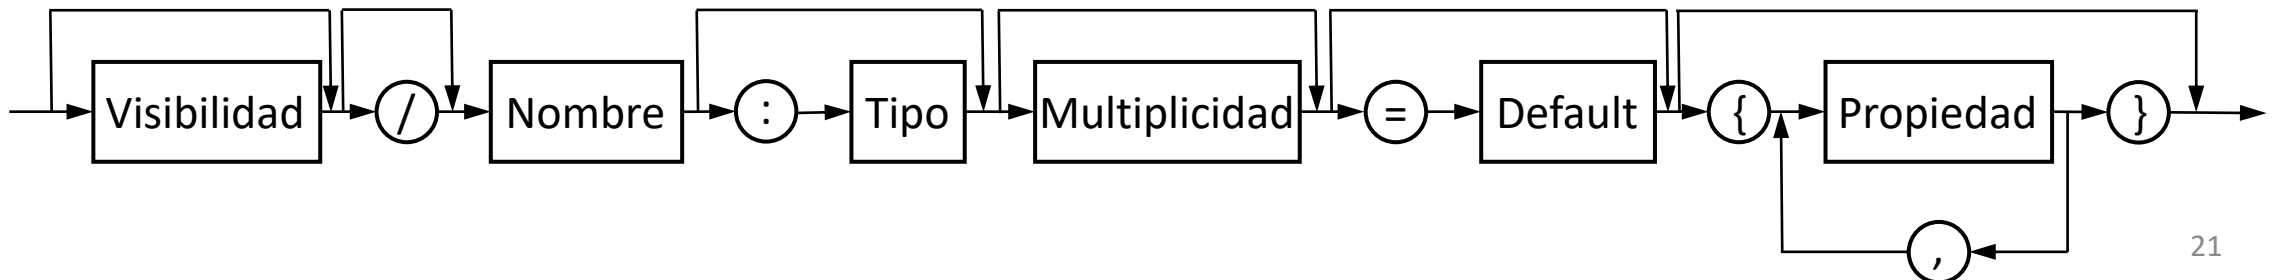 Visibilidad / Nombre : Tipo Multiplicidad = Default { Propiedad }
,
21